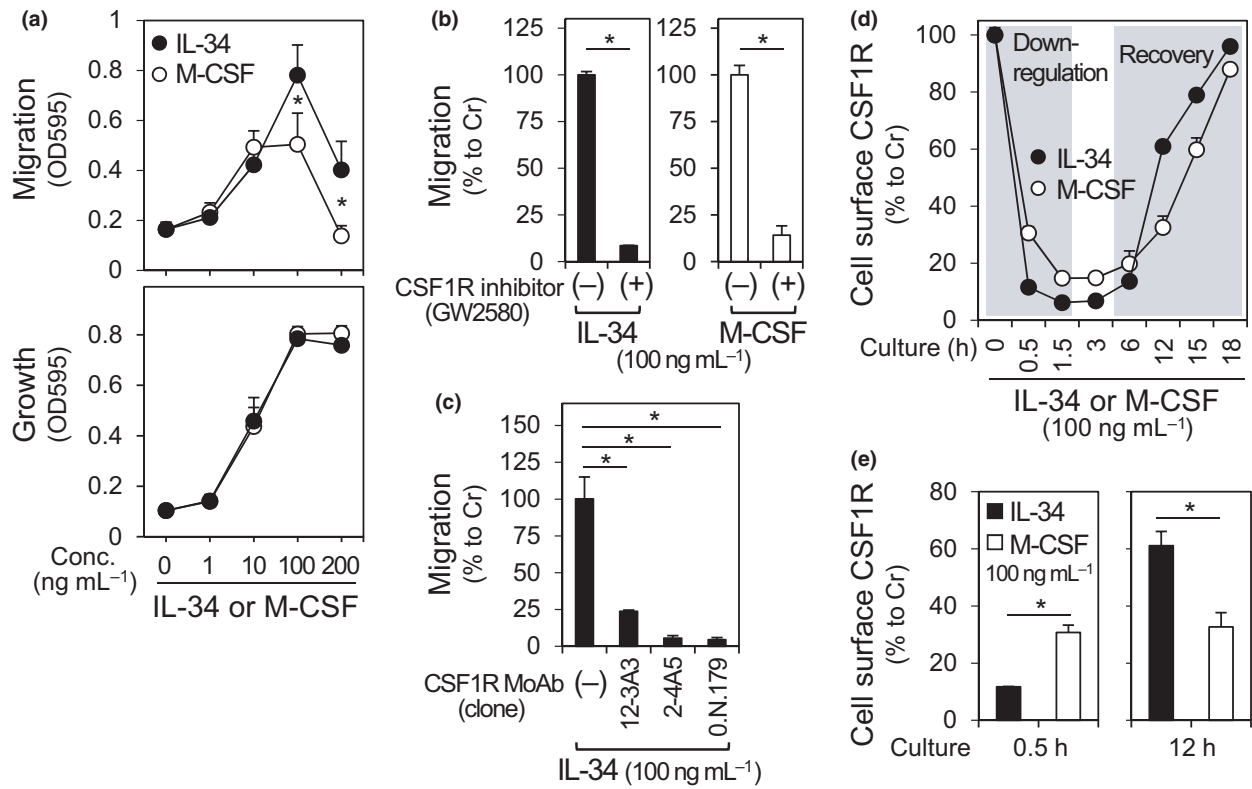 (a)
Migration
(OD595)
1
0.8
0.6
0.4
0.2
0
IL-34
M-CSF
*
*
Growth
(OD595)
0.8
0.6
0.4
0.2
0
Conc.
(ng mL⁻¹)
0 1 10 100 200
IL-34 or M-CSF
(b)
Migration
(% to Cr)
125
100
75
50
25
0
*
125
100
75
50
25
0
*
CSF1R inhibitor
(GW2580)
(–) (+) (–) (+)
IL-34 M-CSF
(100 ng mL⁻¹)
(c)
Migration
(% to Cr)
150
125
100
75
50
25
0
*
*
*
CSF1R MoAb
(clone)
(–) 12-3A3 2-4A5 0.N.179
IL-34 (100 ng mL⁻¹)
(d)
Cell surface CSF1R
(% to Cr)
100
80
60
40
20
0
Down-
regulation
Recovery
IL-34
M-CSF
Culture (h) 0 0.5 1.5 3 6 12 15 18
IL-34 or M-CSF
(100 ng mL⁻¹)
(e)
Cell surface CSF1R
(% to Cr)
80
60
40
20
0
IL-34
M-CSF
100 ng mL⁻¹
*
*
Culture 0.5 h 12 h